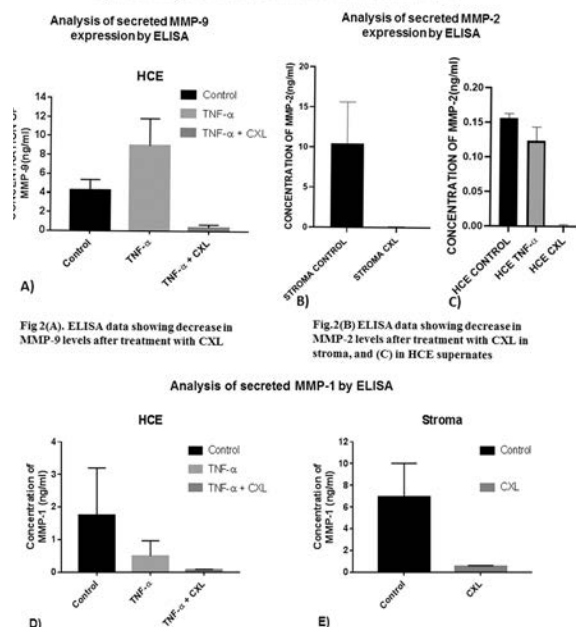 Analysis of secreted MMP-9
expression by ELISA
Analysis of secreted MMP-2
expression by ELISA
HCE
CONCENTRATION OF
MMP-9(ng/ml)
14
12
10
8
6
4
2
0
Control
TNF-α
TNF-α + CXL
Control
TNF-α
TNF-α + CXL
A)
CONCENTRATION OF MMP-2(ng/ml)
20
15
10
5
0
STROMA CONTROL
STROMA CXL
B)
CONCENTRATION OF MMP-2(ng/ml)
0.20
0.15
0.10
0.05
0.00
HCE CONTROL
HCE TNF-α
HCE CXL
C)
Fig 2(A). ELISA data showing decrease in
MMP-9 levels after treatment with CXL
Fig.2(B) ELISA data showing decrease in
MMP-2 levels after treatment with CXL in
stroma, and (C) in HCE supernates
Analysis of secreted MMP-1 by ELISA
HCE
Concentration of
MMP-1 (ng/ml)
4
3
2
1
0
Control
TNF-α
TNF-α + CXL
Control
TNF-α
TNF-α + CXL
D)
Stroma
Concentration of
MMP-1 (ng/ml)
12
10
8
6
4
2
0
Control
CXL
Control
CXL
E)